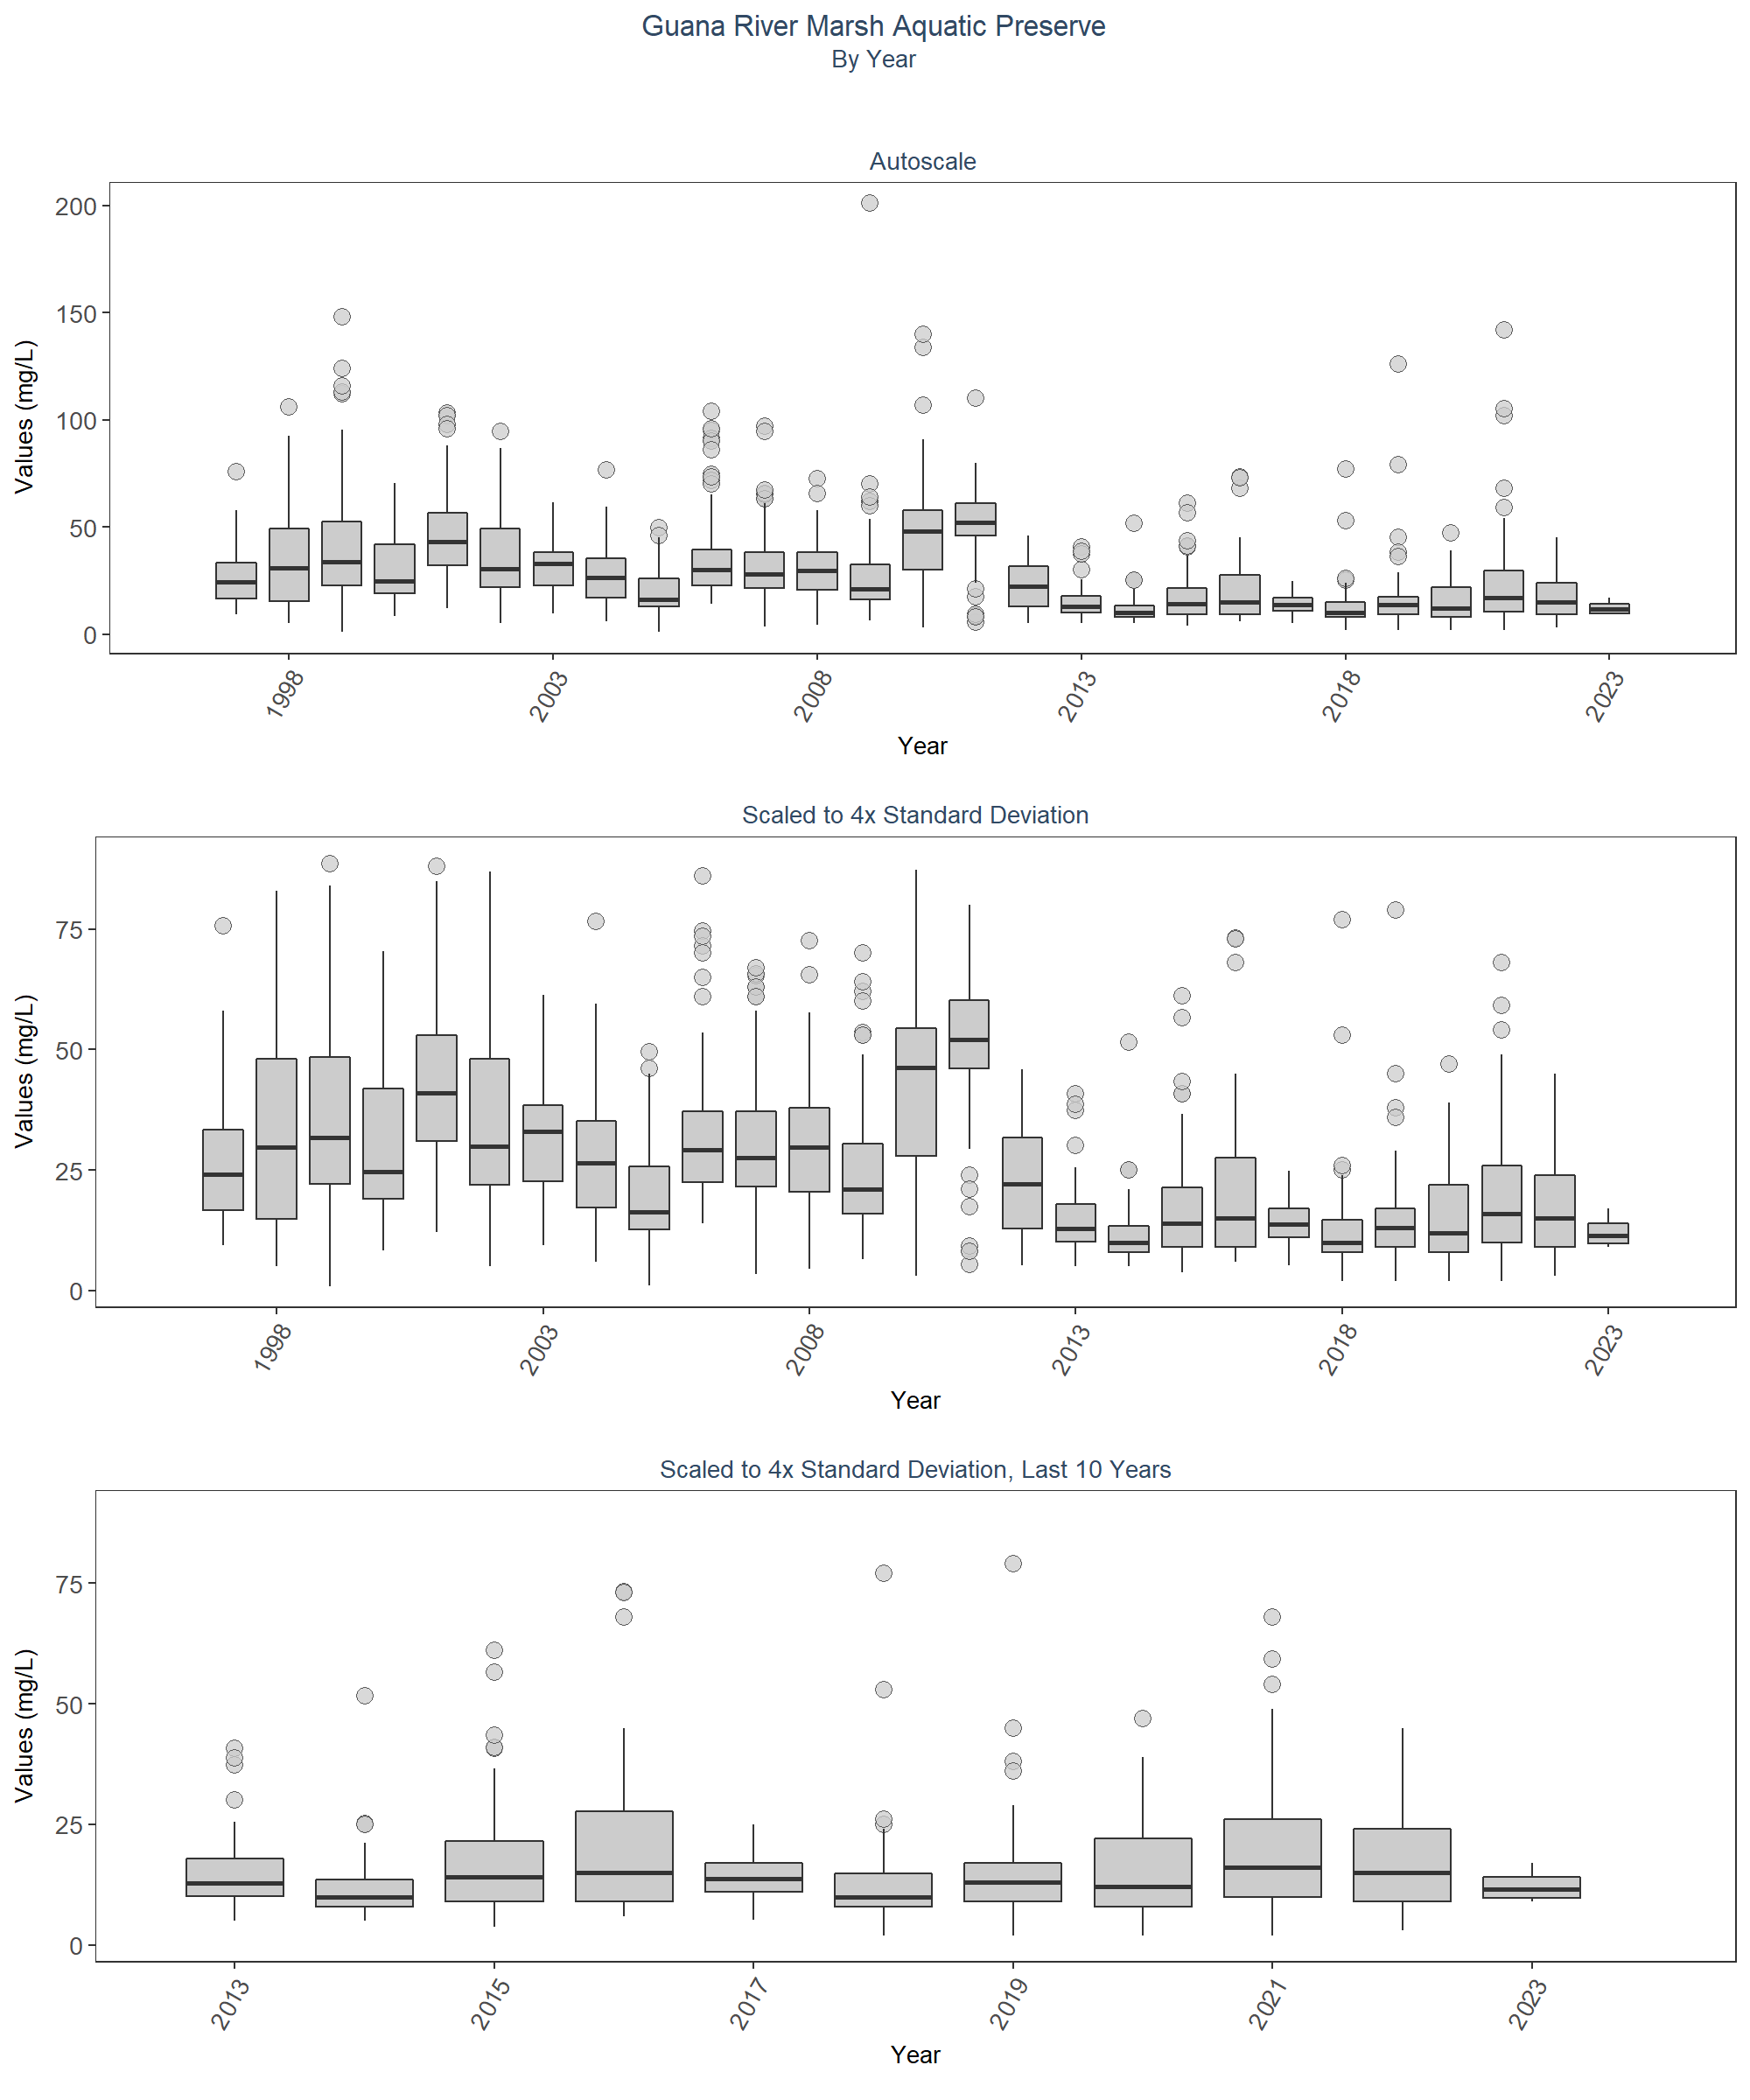 Guana River Marsh Aquatic Preserve
By Year
Autoscale
Values (mg/L)
200
150
100
50
0
1998
2003
2008
2013
2018
2023
Year
Scaled to 4x Standard Deviation
Values (mg/L)
75
50
25
0
1998
2003
2008
2013
2018
2023
Year
Scaled to 4x Standard Deviation, Last 10 Years
Values (mg/L)
75
50
25
0
2013
2015
2017
2019
2021
2023
Year